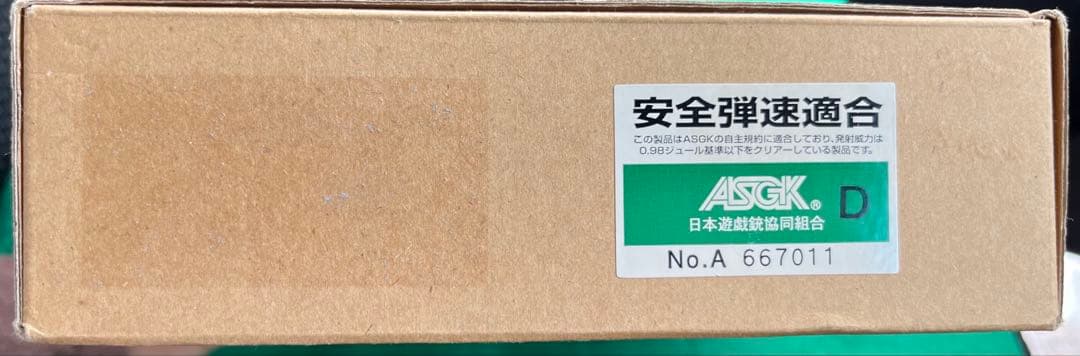 安全弾速適合
この製品はASGKの自主規約に適合しており、発射威力は
0.98ジュール基準以下をクリアーしている製品です。
ASGK® D
日本遊戯銃協同組合
No.A 667011